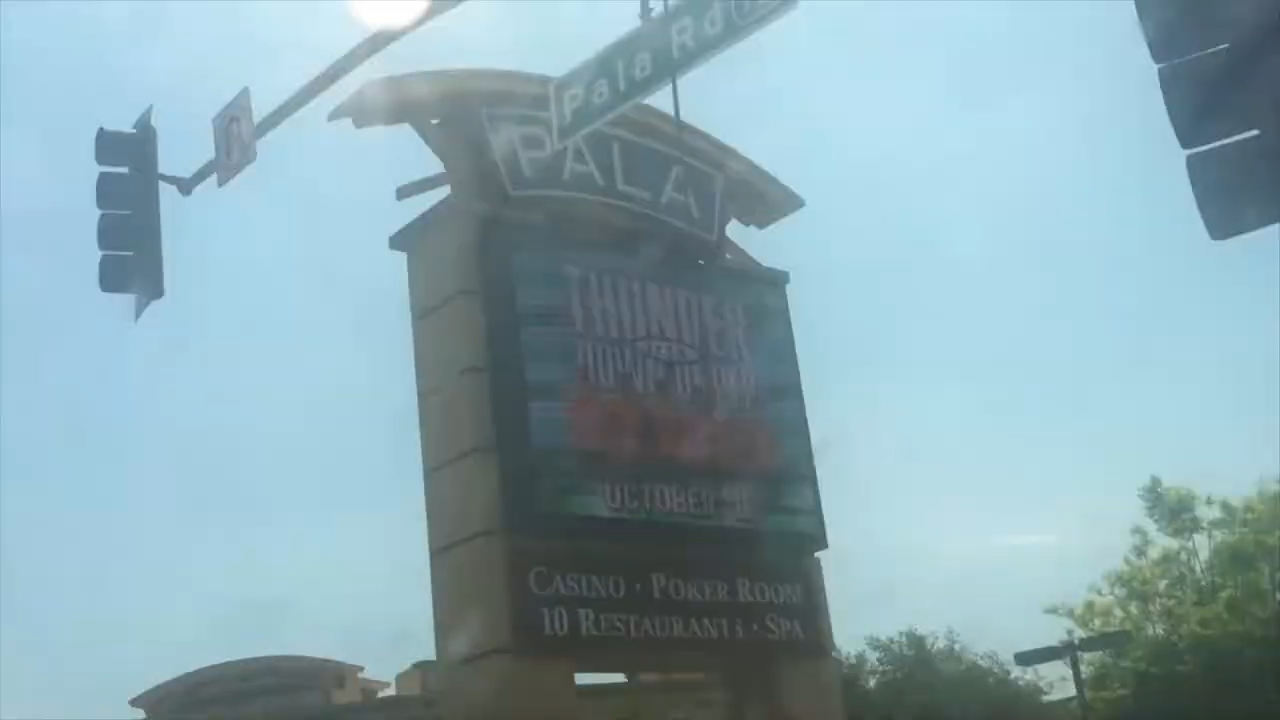 Pala Rd
PALA
THUNDER
OCTOBER
CASINO · POKER ROOM
10 RESTAURANTS · SPA